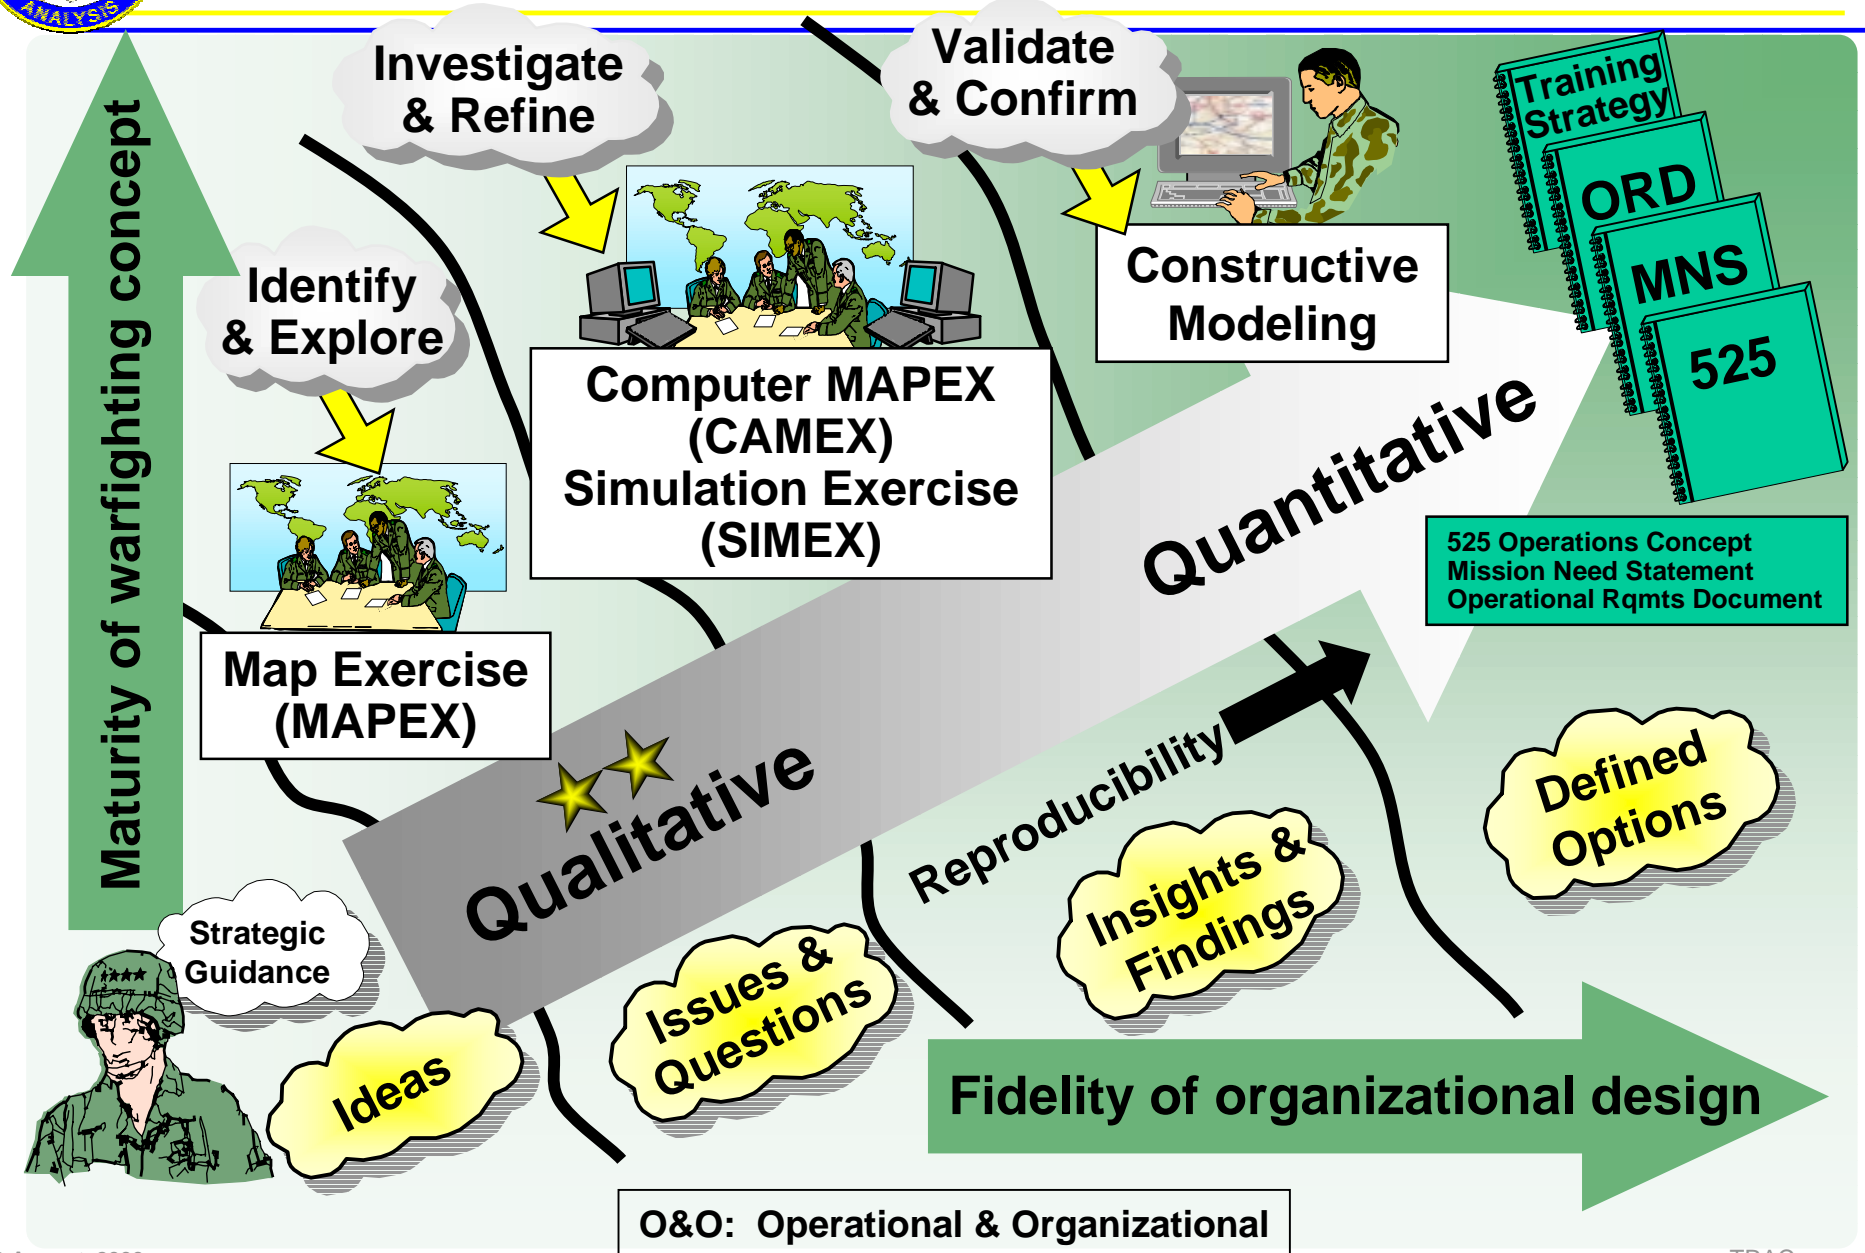 ANALYSIS
Investigate
& Refine
Validate
& Confirm
Training
Strategy
ORD
MNS
525
Identify
& Explore
Constructive
Modeling
Maturity of warfighting concept
Computer MAPEX
(CAMEX)
Simulation Exercise
(SIMEX)
Quantitative
525 Operations Concept
Mission Need Statement
Operational Rqmts Document
Map Exercise
(MAPEX)
Qualitative
Reproducibility
Defined
Options
Insights &
Findings
Strategic
Guidance
Issues &
Questions
Ideas
Fidelity of organizational design
O&O: Operational & Organizational